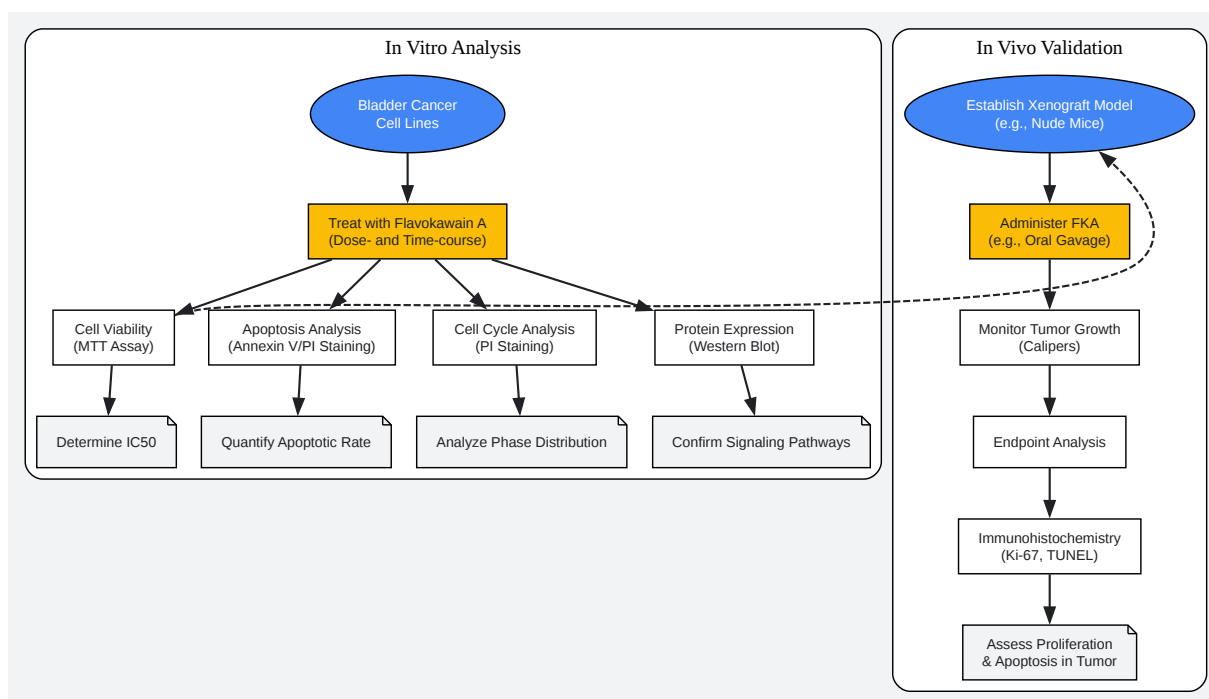 In Vitro Analysis
Bladder Cancer
Cell Lines
Treat with Flavokawain A
(Dose- and Time-course)
Cell Viability
(MTT Assay)
Apoptosis Analysis
(Annexin V/PI Staining)
Cell Cycle Analysis
(PI Staining)
Protein Expression
(Western Blot)
Determine IC50
Quantify Apoptotic Rate
Analyze Phase Distribution
Confirm Signaling Pathways
In Vivo Validation
Establish Xenograft Model
(e.g., Nude Mice)
Administer FKA
(e.g., Oral Gavage)
Monitor Tumor Growth
(Calipers)
Endpoint Analysis
Immunohistochemistry
(Ki-67, TUNEL)
Assess Proliferation
& Apoptosis in Tumor